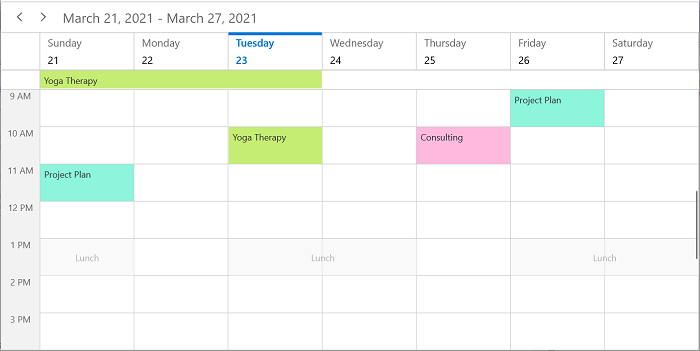 March 21, 2021 - March 27, 2021
Sunday Monday Tuesday Wednesday Thursday Friday Saturday
21 22 23 24 25 26 27
Yoga Therapy
9 AM Project Plan
10 AM Yoga Therapy Consulting
11 AM Project Plan
12 PM
1 PM Lunch Lunch Lunch
2 PM
3 PM